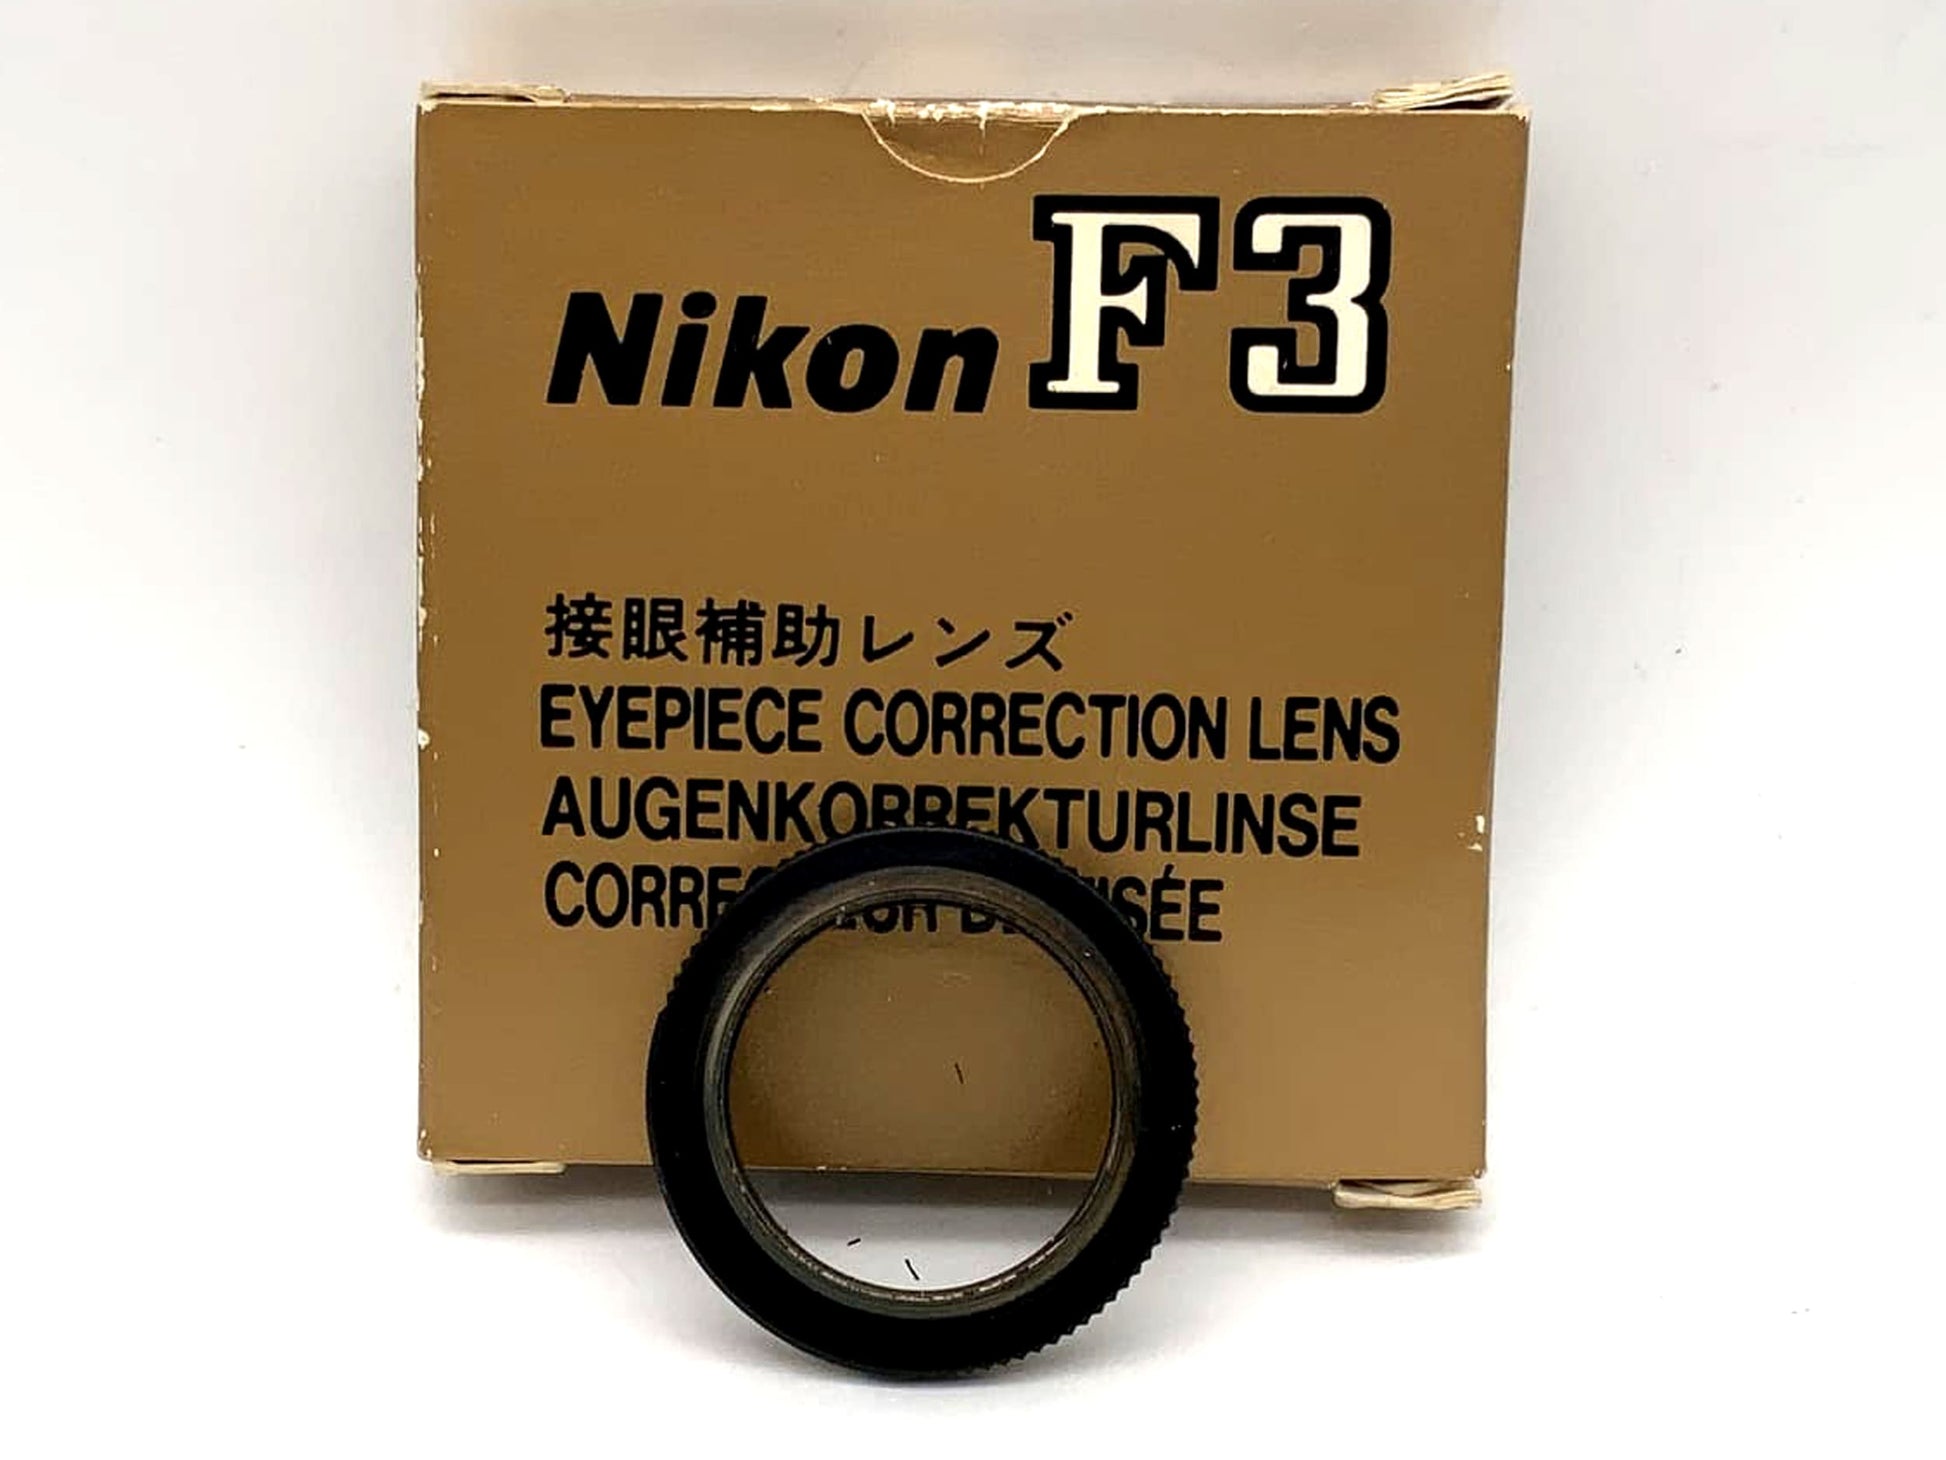 Nikon F3
接眼補助レンズ
EYEPIECE CORRECTION LENS
AUGENKORREKTURLINSE